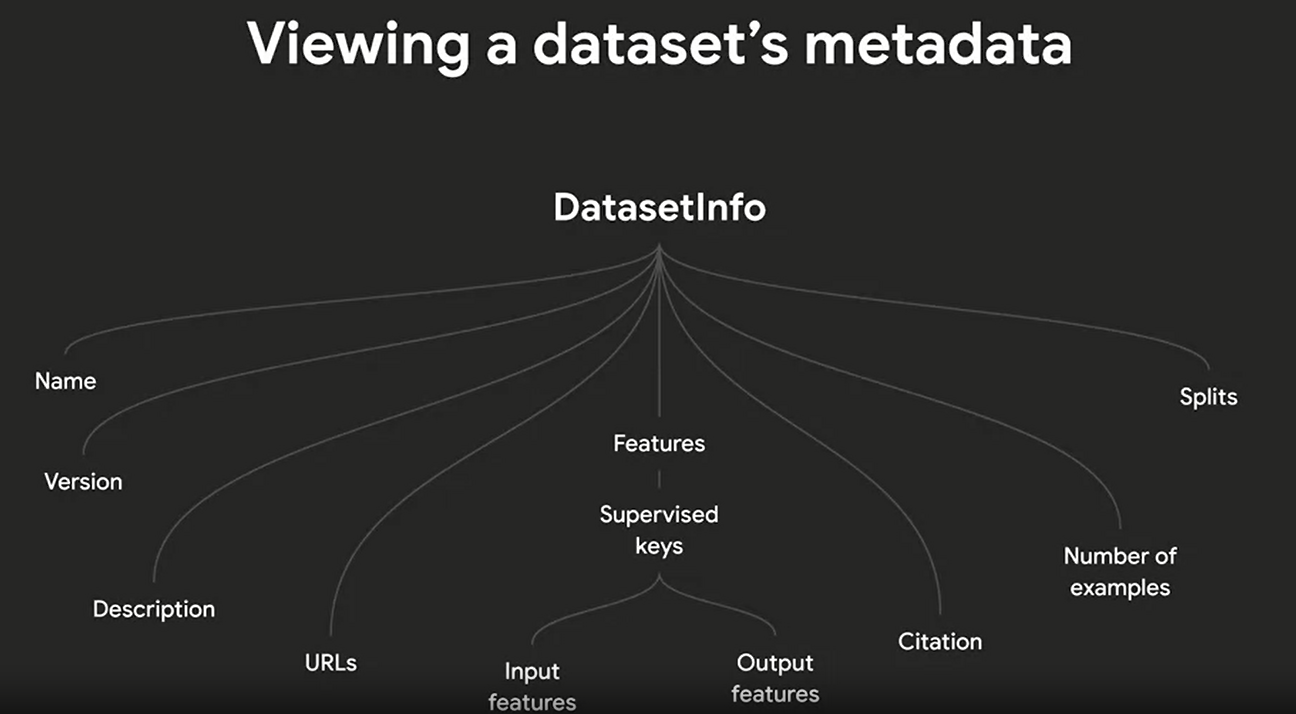 Viewing a dataset’s metadata
DatasetInfo
Name
Splits
Features
Version
Supervised
keys
Number of
examples
Description
Citation
URLs
Input
features
Output
features